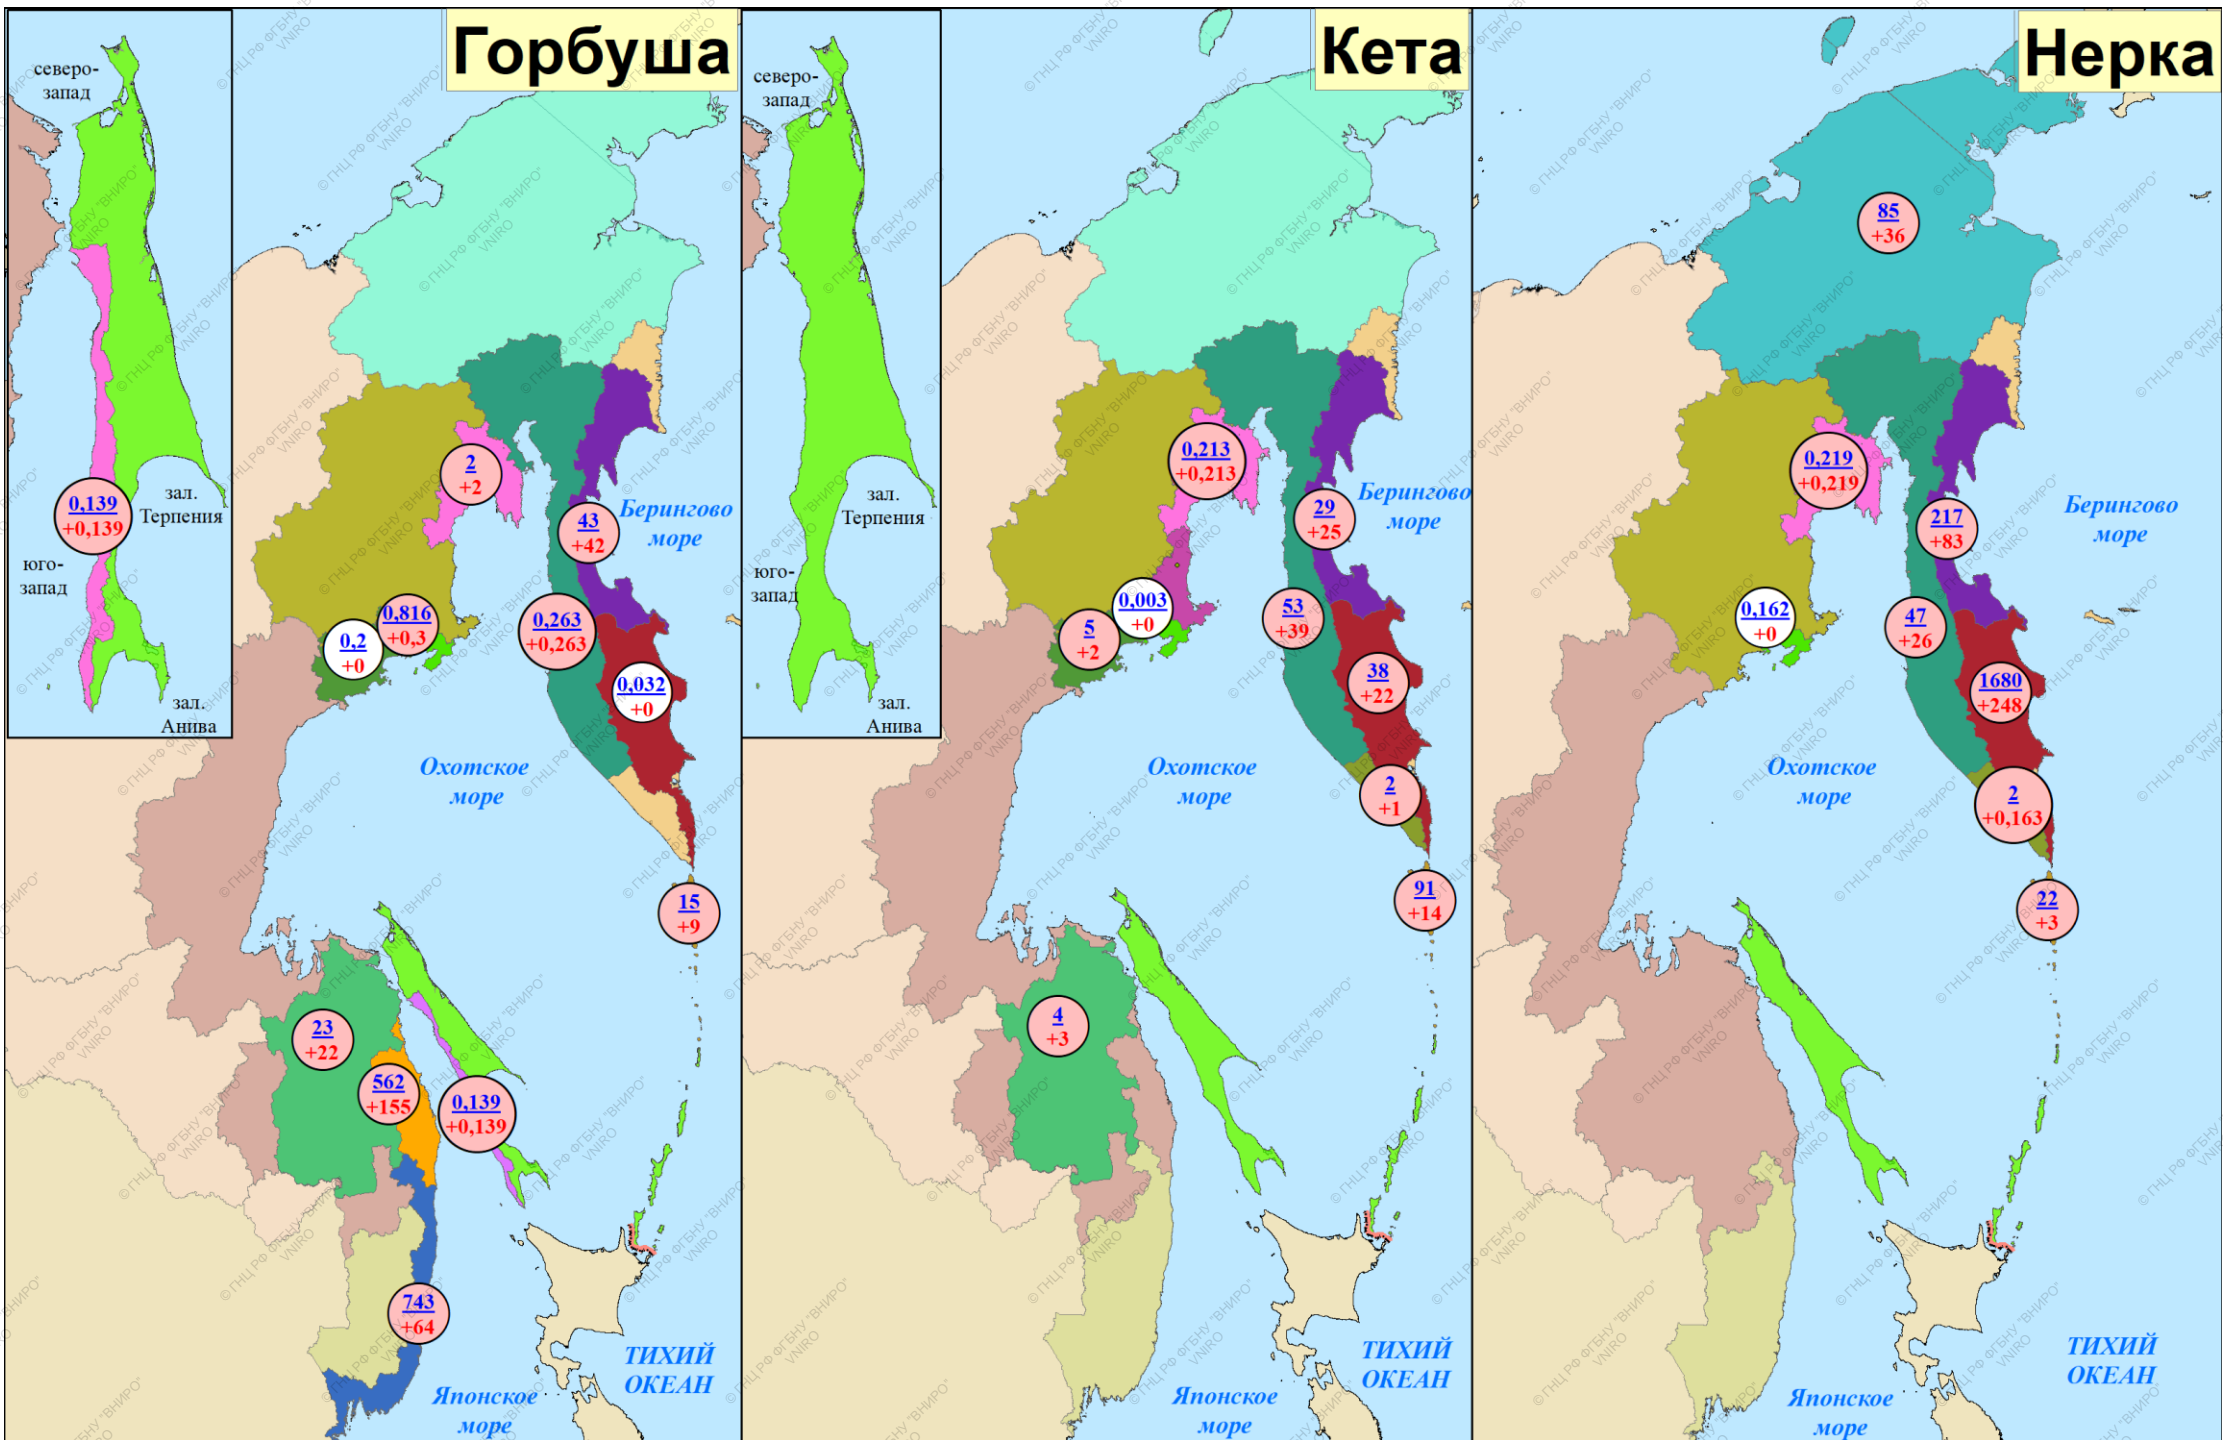 Горбуша
северо-
запад
зал.
Терпения
0,139
+0,139
юго-
запад
зал.
Анива
2
+2
43
+42
Берингово
море
0,816
+0,3
0,2
+0
0,263
+0,263
0,032
+0
Охотское
море
15
+9
23
+22
562
+155
0,139
+0,139
743
+64
ТИХИЙ
ОКЕАН
Японское
море
Кета
северо-
запад
зал.
Терпения
юго-
запад
зал.
Анива
0,213
+0,213
29
+25
Берингово
море
0,003
+0
5
+2
53
+39
38
+22
Охотское
море
2
+1
91
+14
4
+3
ТИХИЙ
ОКЕАН
Японское
море
Нерка
85
+36
0,219
+0,219
217
+83
Берингово
море
0,162
+0
47
+26
1680
+248
Охотское
море
2
+0,163
22
+3
ТИХИЙ
ОКЕАН
Японское
море
© ГНЦ РФ ФГБНУ "ВНИРО"
VNIRO